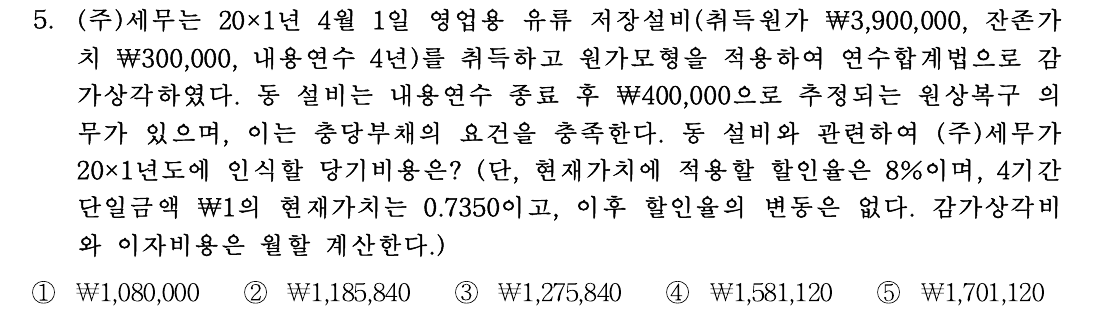 5. (주)세무는 20×1년 4월 1일 영업용 유류 저장설비(취득원가 ₩3,900,000, 잔존가
치 ₩300,000, 내용연수 4년)를 취득하고 원가모형을 적용하여 연수합계법으로 감
가상각하였다. 동 설비는 내용연수 종료 후 ₩400,000으로 추정되는 원상복구 의
무가 있으며, 이는 충당부채의 요건을 충족한다. 동 설비와 관련하여 (주)세무가
20×1년도에 인식할 당기비용은? (단, 현재가치에 적용할 할인율은 8%이며, 4기간
단일금액 ₩1의 현재가치는 0.7350이고, 이후 할인율의 변동은 없다. 감가상각비
와 이자비용은 월할 계산한다.)
① ₩1,080,000 ② ₩1,185,840 ③ ₩1,275,840 ④ ₩1,581,120 ⑤ ₩1,701,120